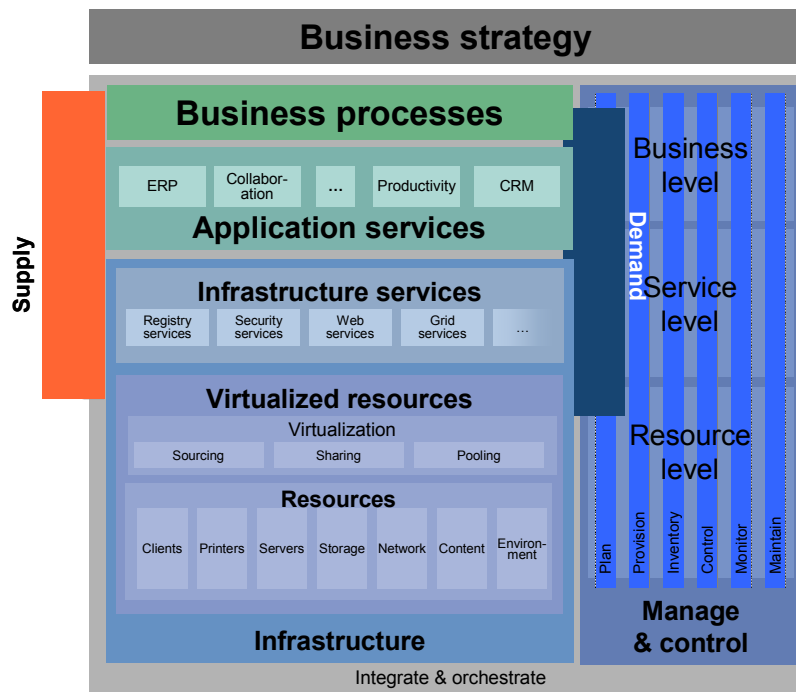 Business strategy
Supply
Business processes
ERP
Collabor-
ation
...
Productivity
CRM
Application services
Infrastructure services
Registry
services
Security
services
Web
services
Grid
services
...
Virtualized resources
Virtualization
Sourcing
Sharing
Pooling
Resources
Clients
Printers
Servers
Storage
Network
Content
Environ-
ment
Infrastructure
Demand
Business
level
Service
level
Resource
level
Plan
Provision
Inventory
Control
Monitor
Maintain
Manage
& control
Integrate & orchestrate